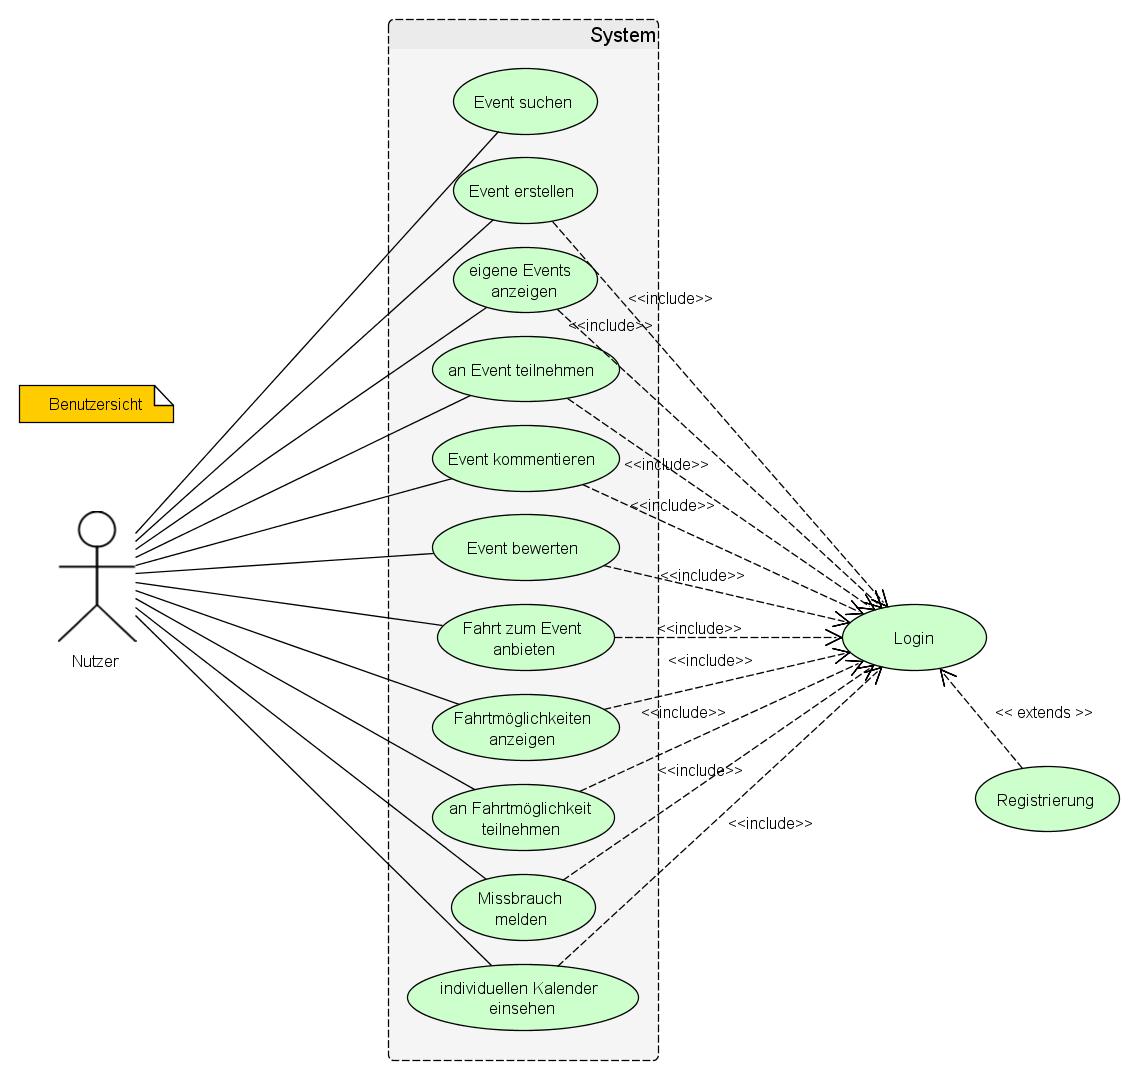 System
Event suchen
Event erstellen
eigene Events
anzeigen
<<include>>
<<include>>
an Event teilnehmen
Benutzersicht
Event kommentieren
<<include>>
<<include>>
Event bewerten
<<include>>
Fahrt zum Event
anbieten
<<include>>
Login
Nutzer
<<include>>
Fahrtmöglichkeiten
anzeigen
<<include>>
<< extends >>
<<include>>
Registrierung
an Fahrtmöglichkeit
teilnehmen
<<include>>
Missbrauch
melden
individuellen Kalender
einsehen